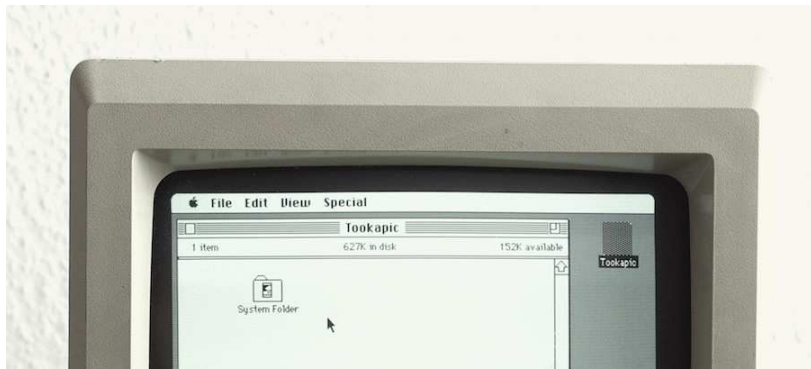 File Edit View Special
Tookapic
1 item 627K in disk 152K available
Tookapic
System Folder